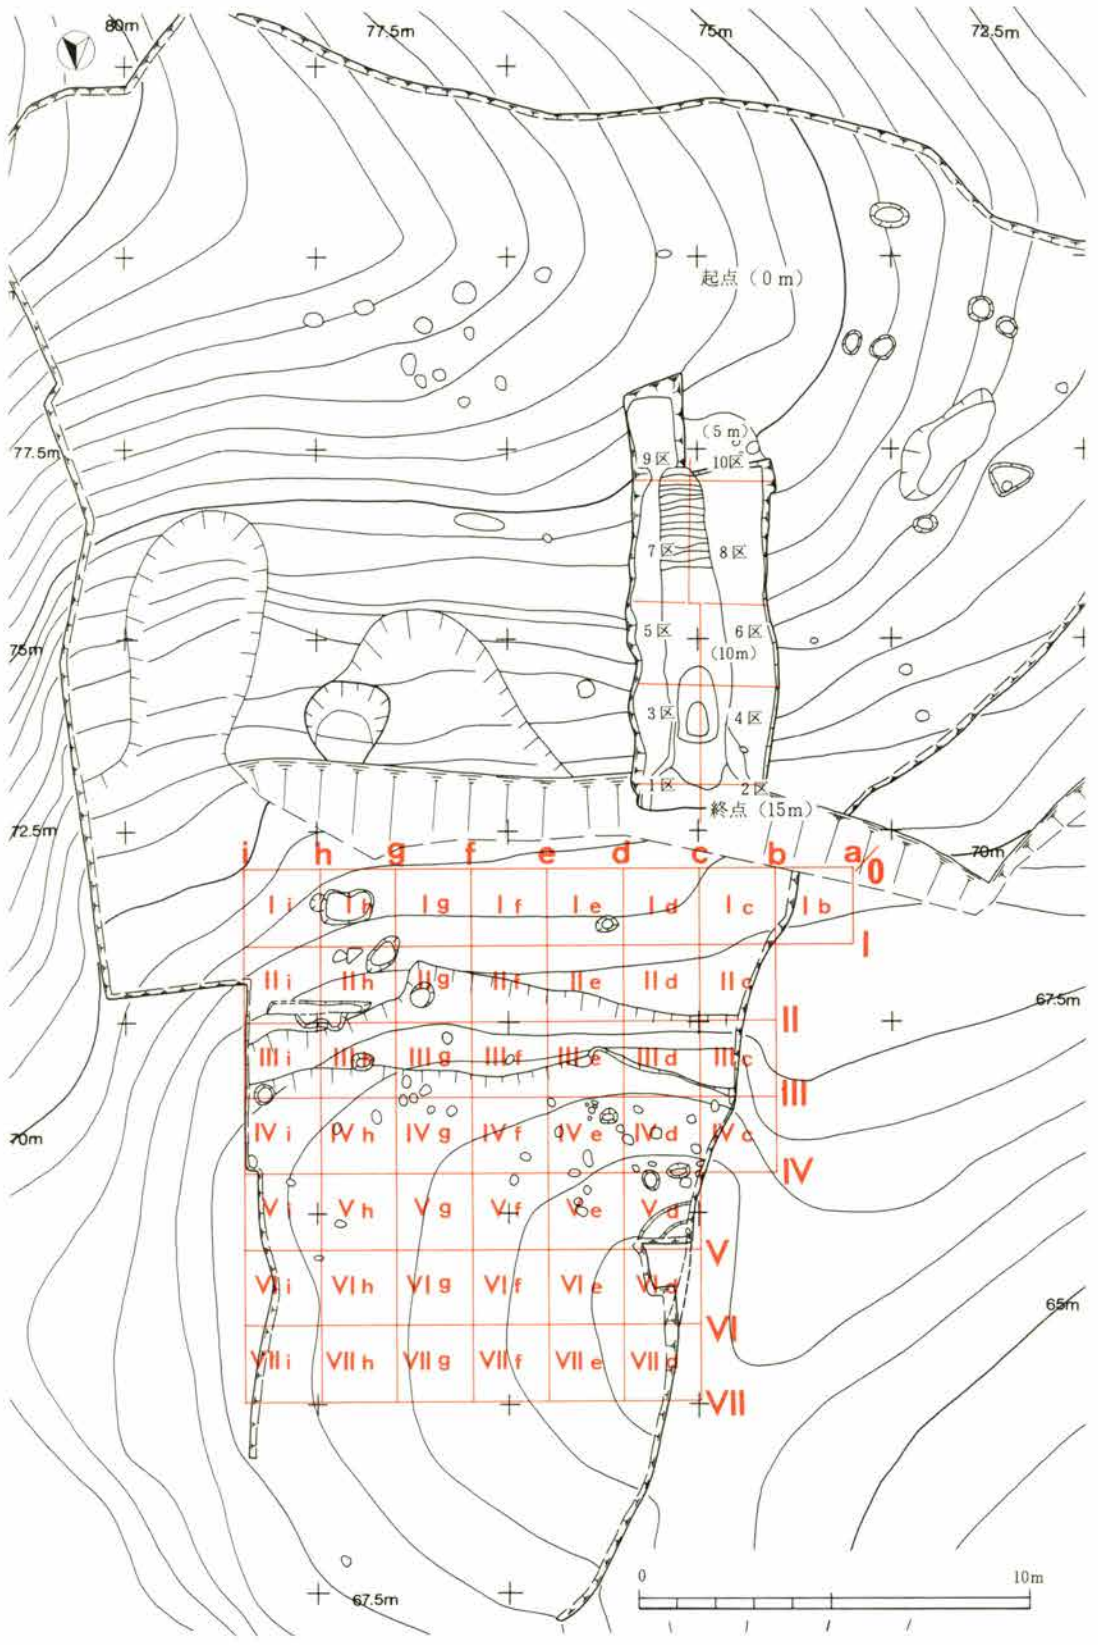 80m 77.5m 75m 72.5m
起点（0m）
（5m）
77.5m 9区 10区
7区 8区
5区 6区
75m （10m）
3区 4区
1区 2区
終点（15m）
72.5m 70m
i h g f e d c b a/0
Ii Ih Ig If Ie Id Ic Ib
I
IIi IIh IIg IIf IIe IId IIc
67.5m
II
IIIi IIIh IIIg IIIf IIIe IIId IIIc
III
70m IVi IVh IVg IVf IVe IVd IVc
IV
Vi Vh Vg Vf Ve Vd
V
VIi VIh VIg VIf VIe VId
65m
VI
VIIi VIIh VIIg VIIf VIIe VIId
VII
0 10m
67.5m